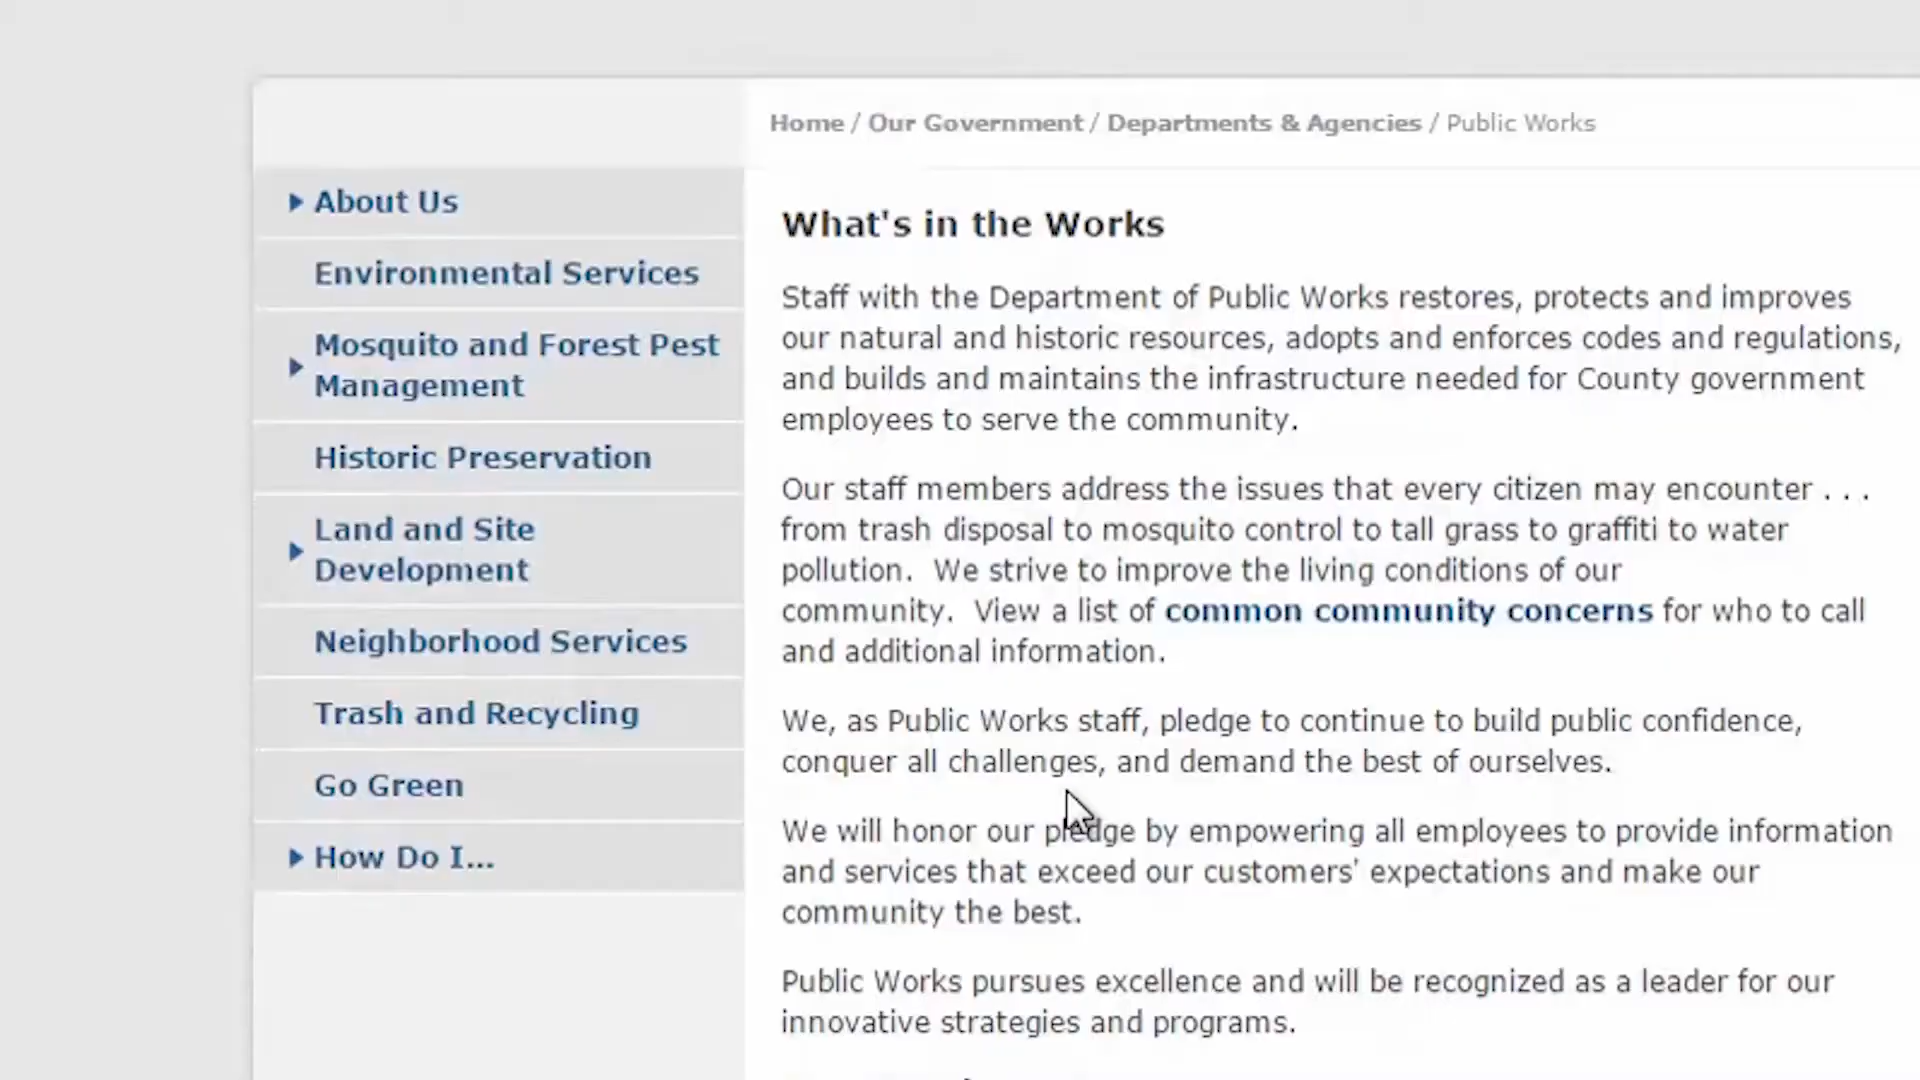 Home / Our Government / Departments & Agencies / Public Works
About Us
Environmental Services
Mosquito and Forest Pest
Management
Historic Preservation
Land and Site
Development
Neighborhood Services
Trash and Recycling
Go Green
How Do I...
What's in the Works
Staff with the Department of Public Works restores, protects and improves
our natural and historic resources, adopts and enforces codes and regulations,
and builds and maintains the infrastructure needed for County government
employees to serve the community.
Our staff members address the issues that every citizen may encounter . . .
from trash disposal to mosquito control to tall grass to graffiti to water
pollution.  We strive to improve the living conditions of our
community.  View a list of common community concerns for who to call
and additional information.
We, as Public Works staff, pledge to continue to build public confidence,
conquer all challenges, and demand the best of ourselves.
We will honor our pledge by empowering all employees to provide information
and services that exceed our customers' expectations and make our
community the best.
Public Works pursues excellence and will be recognized as a leader for our
innovative strategies and programs.